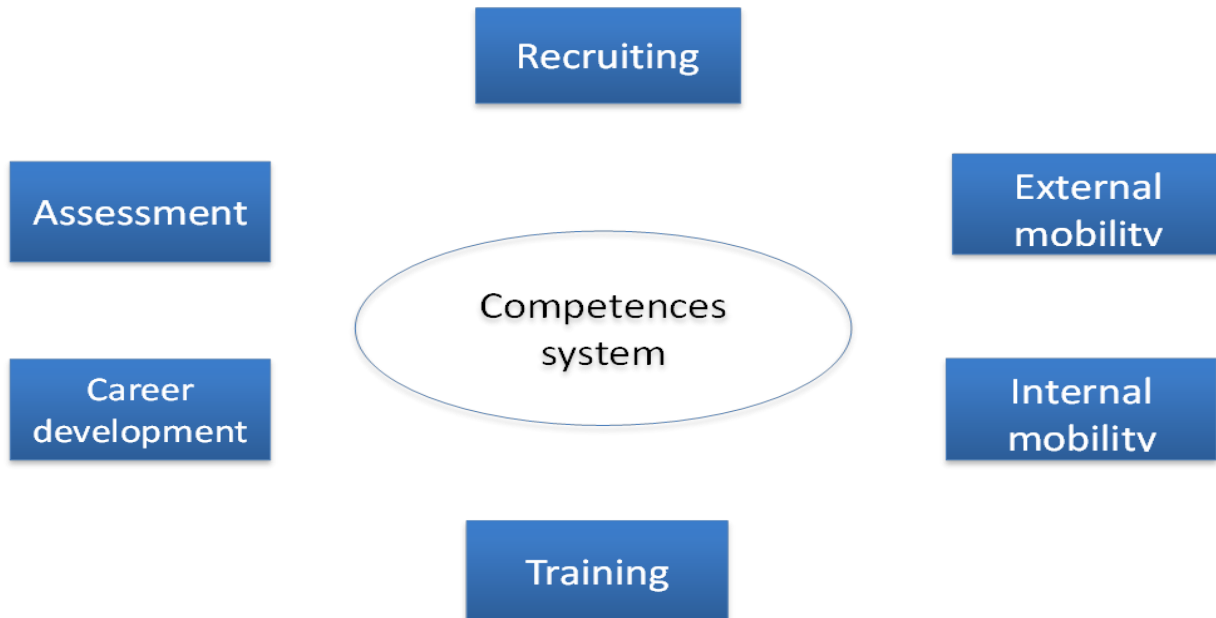 Recruiting
Assessment
External
mobility
Competences
system
Career
development
Internal
mobility
Training